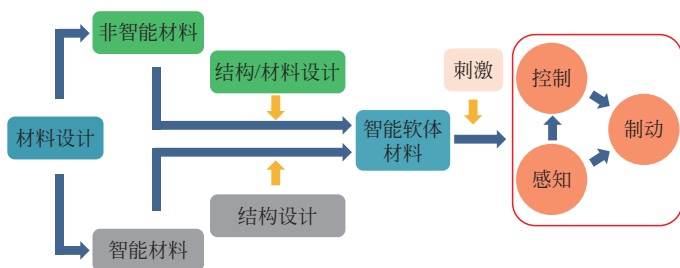 非智能材料
结构/材料设计
刺激
控制
材料设计
智能软体
材料
制动
感知
结构设计
智能材料